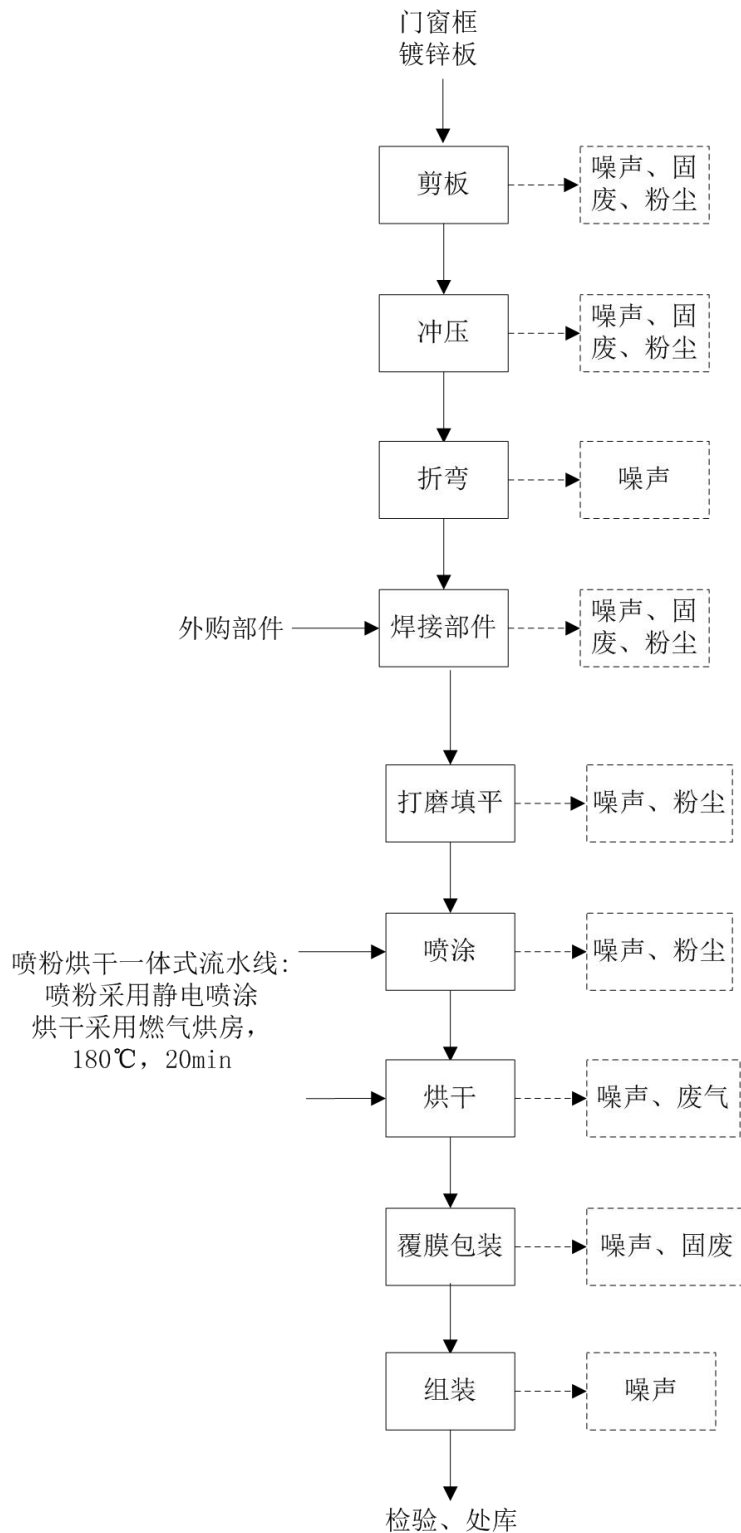 门窗框
镀锌板
剪板
噪声、固
废、粉尘
冲压
噪声、固
废、粉尘
折弯
噪声
外购部件
焊接部件
噪声、固
废、粉尘
打磨填平
噪声、粉尘
喷涂
噪声、粉尘
喷粉烘干一体式流水线:
喷粉采用静电喷涂
烘干采用燃气烘房，
180℃，20min
烘干
噪声、废气
覆膜包装
噪声、固废
组装
噪声
检验、处库